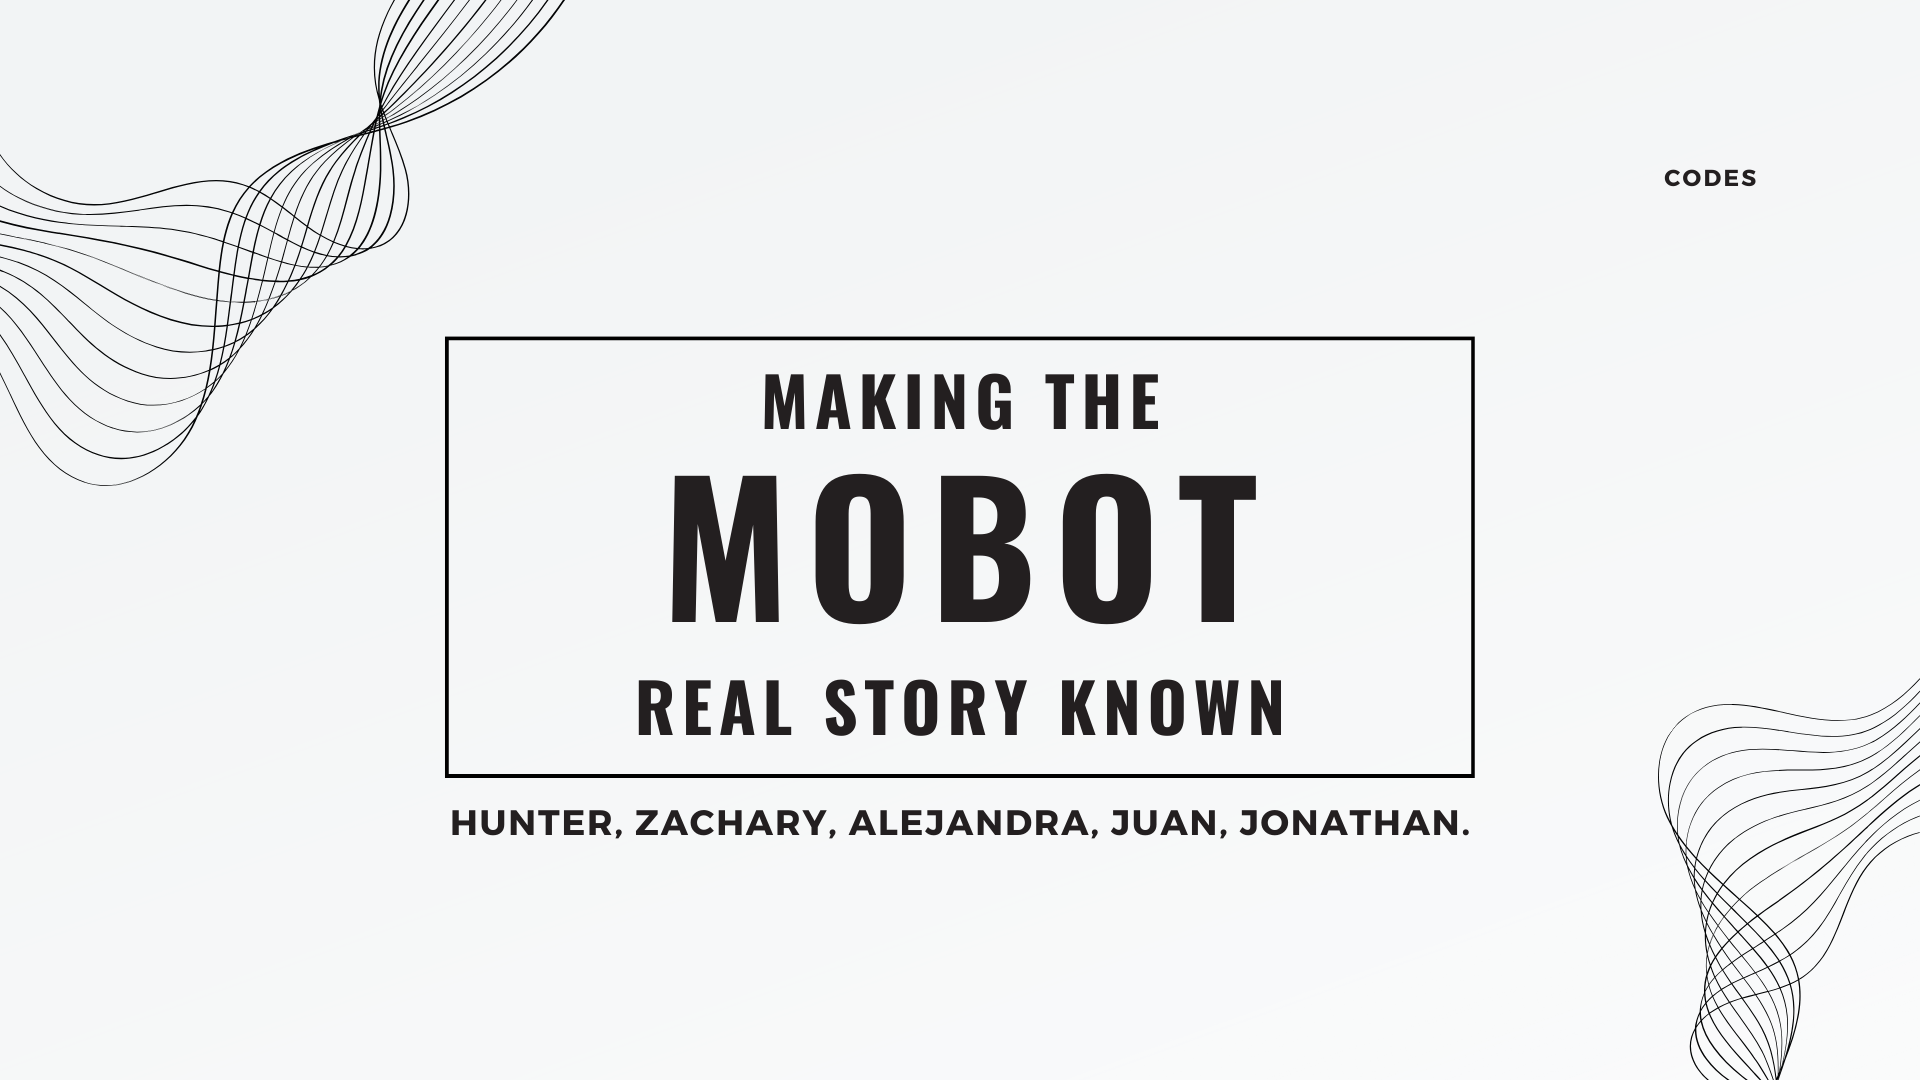 CODES
MAKING THE
MOBOT
REAL STORY KNOWN
HUNTER, ZACHARY, ALEJANDRA, JUAN, JONATHAN.